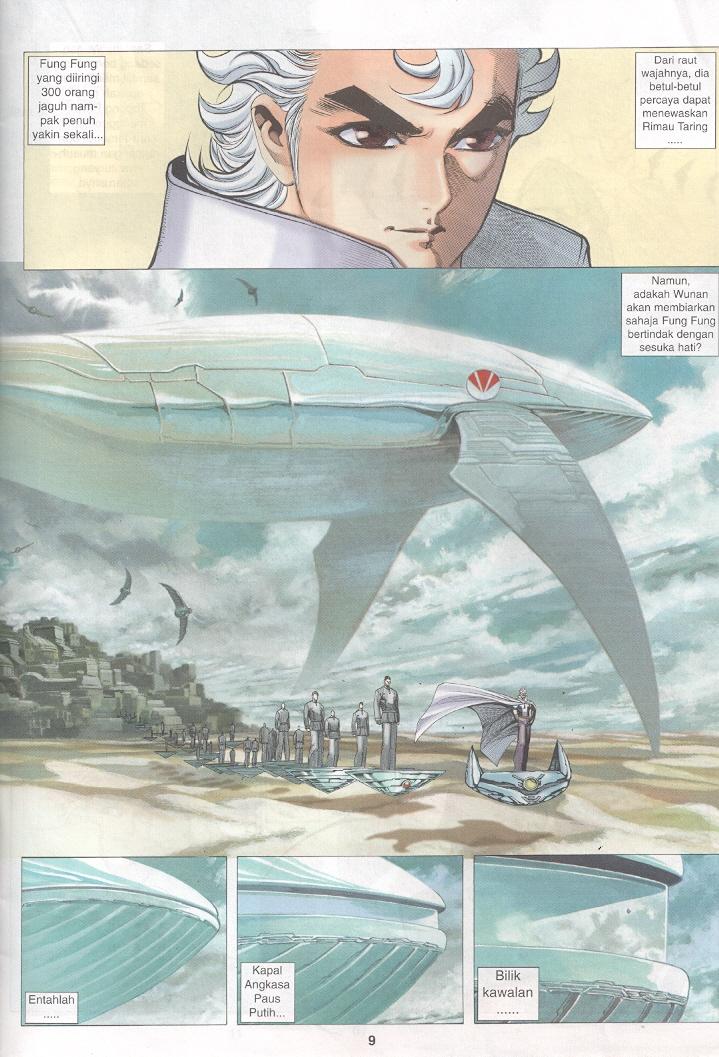 Fung Fung
yang diiringi
300 orang
jaguh nam-
pak penuh
yakin sekali...
Dari raut
wajahnya, dia
betul-betul
percaya dapat
menewaskan
Rimau Taring
.....
Namun,
adakah Wunan
akan membiarkan
sahaja Fung Fung
bertindak dengan
sesuka hati?
Entahlah
.....
Kapal
Angkasa
Paus
Putih...
Bilik
kawalan
......
9